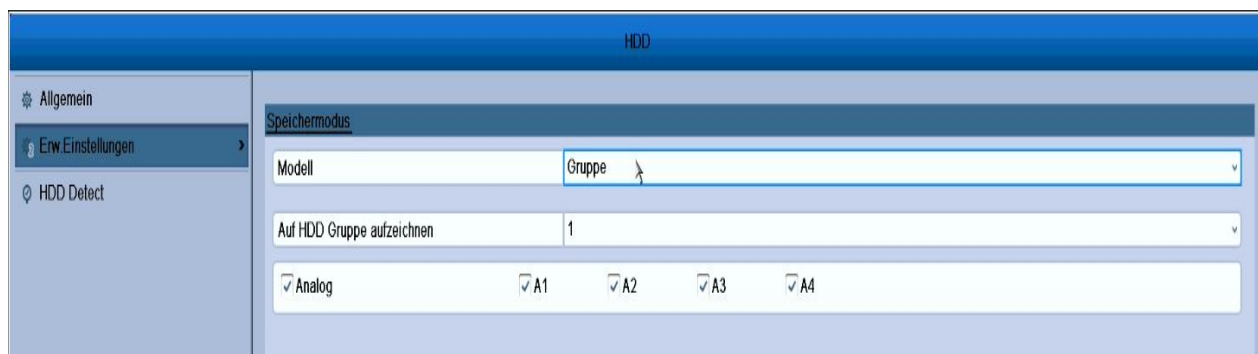 HDD
Allgemein
Erw.Einstellungen
HDD Detect
Speichermodus
Modell Gruppe
Auf HDD Gruppe aufzeichnen 1
Analog A1 A2 A3 A4